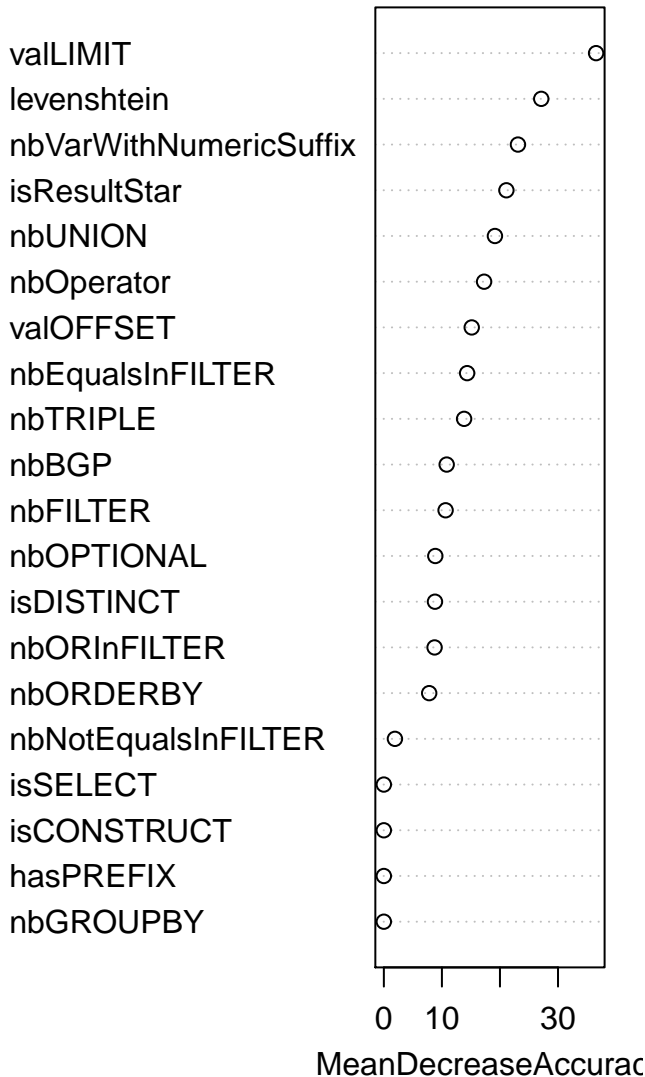 valLIMIT
levenshtein
nbVarWithNumericSuffix
isResultStar
nbUNION
nbOperator
valOFFSET
nbEqualsInFILTER
nbTRIPLE
nbBGP
nbFILTER
nbOPTIONAL
isDISTINCT
nbORInFILTER
nbORDERBY
nbNotEqualsInFILTER
isSELECT
isCONSTRUCT
hasPREFIX
nbGROUPBY
0 10 30
MeanDecreaseAccurac